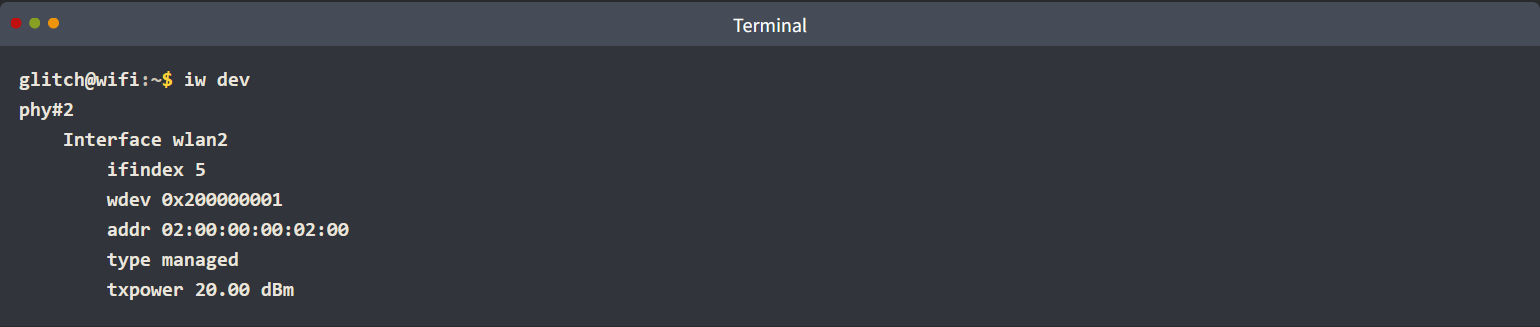 Terminal
glitch@wifi:~$ iw dev
phy#2
Interface wlan2
ifindex 5
wdev 0x200000001
addr 02:00:00:00:02:00
type managed
txpower 20.00 dBm